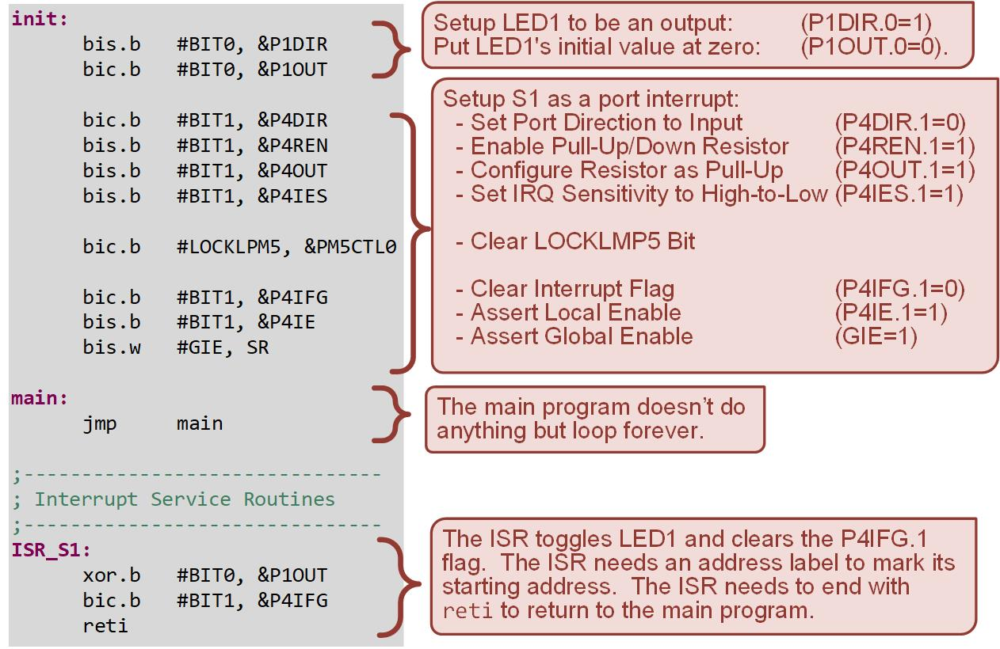 init:
bis.b #BIT0, &P1DIR
bic.b #BIT0, &P1OUT
bic.b #BIT1, &P4DIR
bis.b #BIT1, &P4REN
bis.b #BIT1, &P4OUT
bis.b #BIT1, &P4IES
bic.b #LOCKLPM5, &PM5CTL0
bic.b #BIT1, &P4IFG
bis.b #BIT1, &P4IE
bis.w #GIE, SR
main:
jmp main
;--------------------------------
; Interrupt Service Routines
;--------------------------------
ISR_S1:
xor.b #BIT0, &P1OUT
bic.b #BIT1, &P4IFG
reti
Setup LED1 to be an output: (P1DIR.0=1)
Put LED1's initial value at zero: (P1OUT.0=0).
Setup S1 as a port interrupt:
- Set Port Direction to Input (P4DIR.1=0)
- Enable Pull-Up/Down Resistor (P4REN.1=1)
- Configure Resistor as Pull-Up (P4OUT.1=1)
- Set IRQ Sensitivity to High-to-Low (P4IES.1=1)
- Clear LOCKLMP5 Bit
- Clear Interrupt Flag (P4IFG.1=0)
- Assert Local Enable (P4IE.1=1)
- Assert Global Enable (GIE=1)
The main program doesn't do
anything but loop forever.
The ISR toggles LED1 and clears the P4IFG.1
flag. The ISR needs an address label to mark its
starting address. The ISR needs to end with
reti to return to the main program.